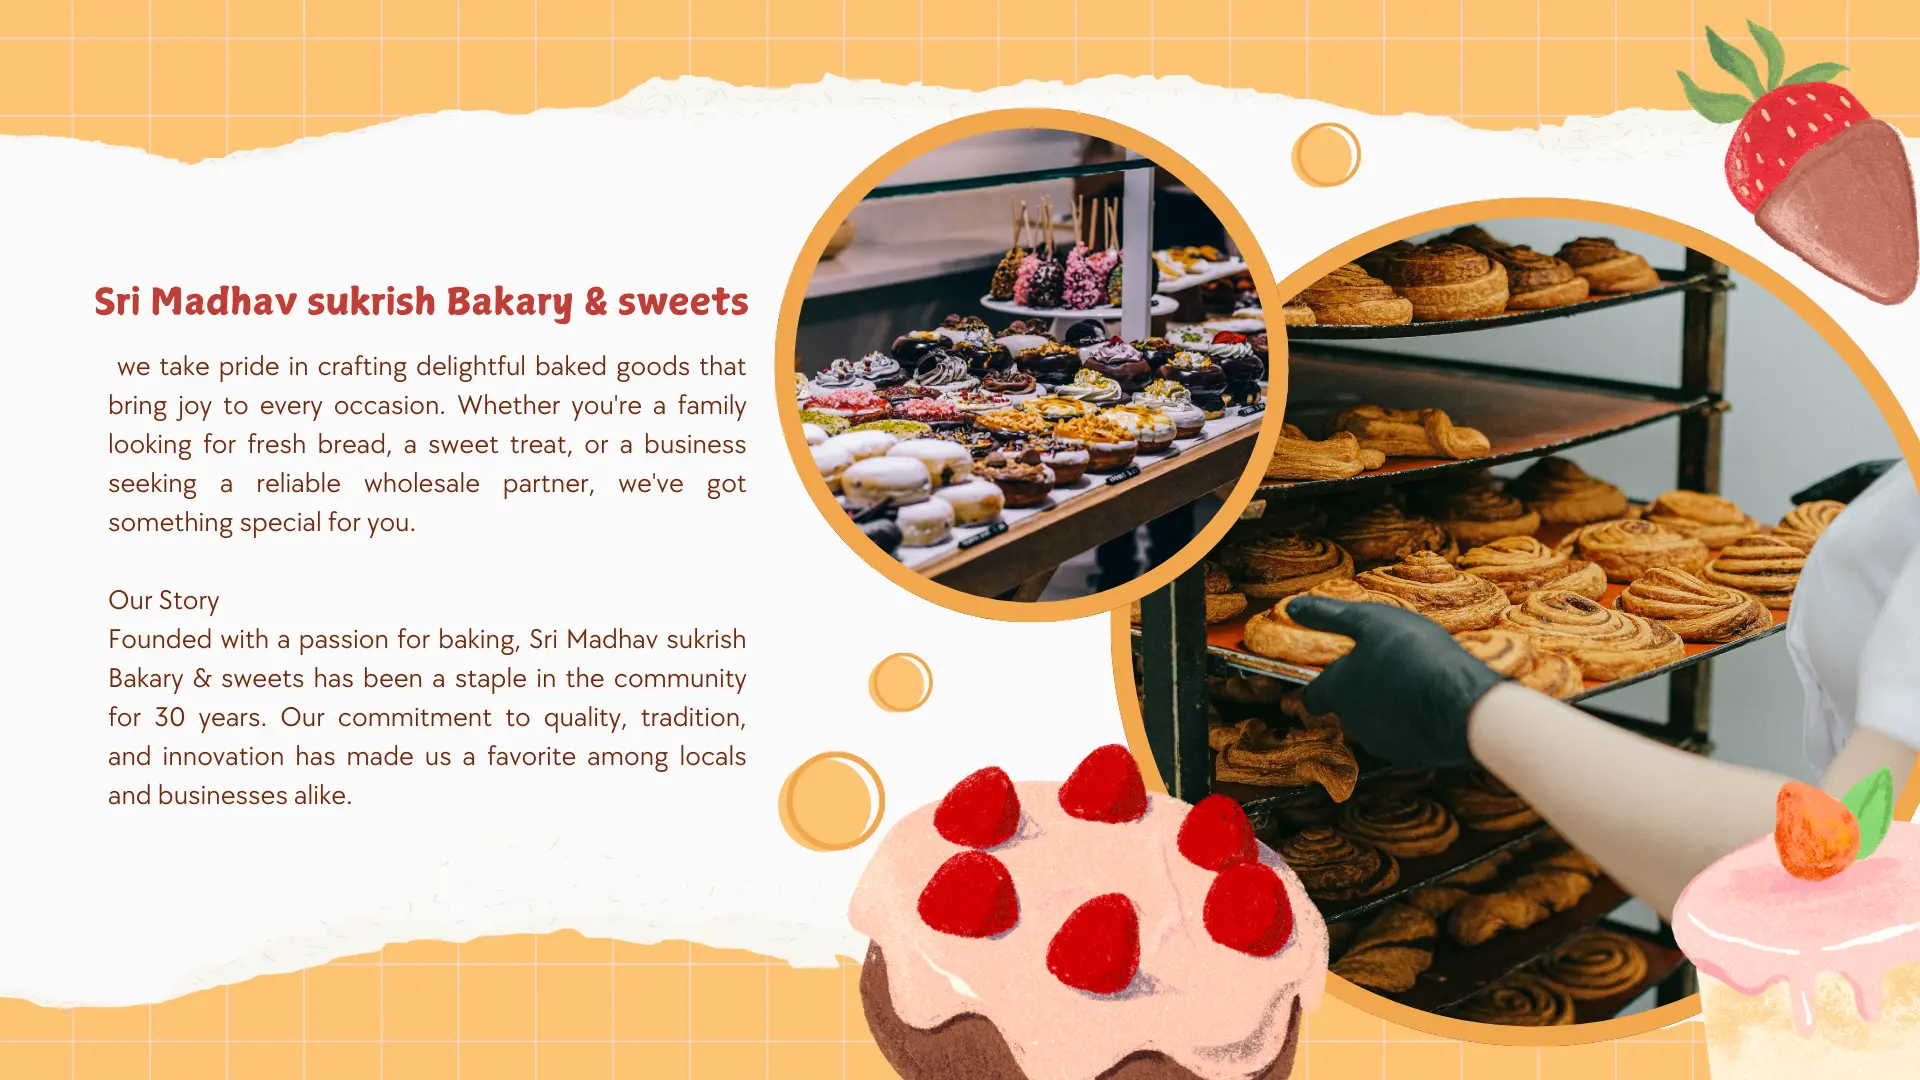 Sri Madhav sukrish Bakary & sweets
we take pride in crafting delightful baked goods that
bring joy to every occasion. Whether you're a family
looking for fresh bread, a sweet treat, or a business
seeking a reliable wholesale partner, we've got
something special for you.
Our Story
Founded with a passion for baking, Sri Madhav sukrish
Bakary & sweets has been a staple in the community
for 30 years. Our commitment to quality, tradition,
and innovation has made us a favorite among locals
and businesses alike.